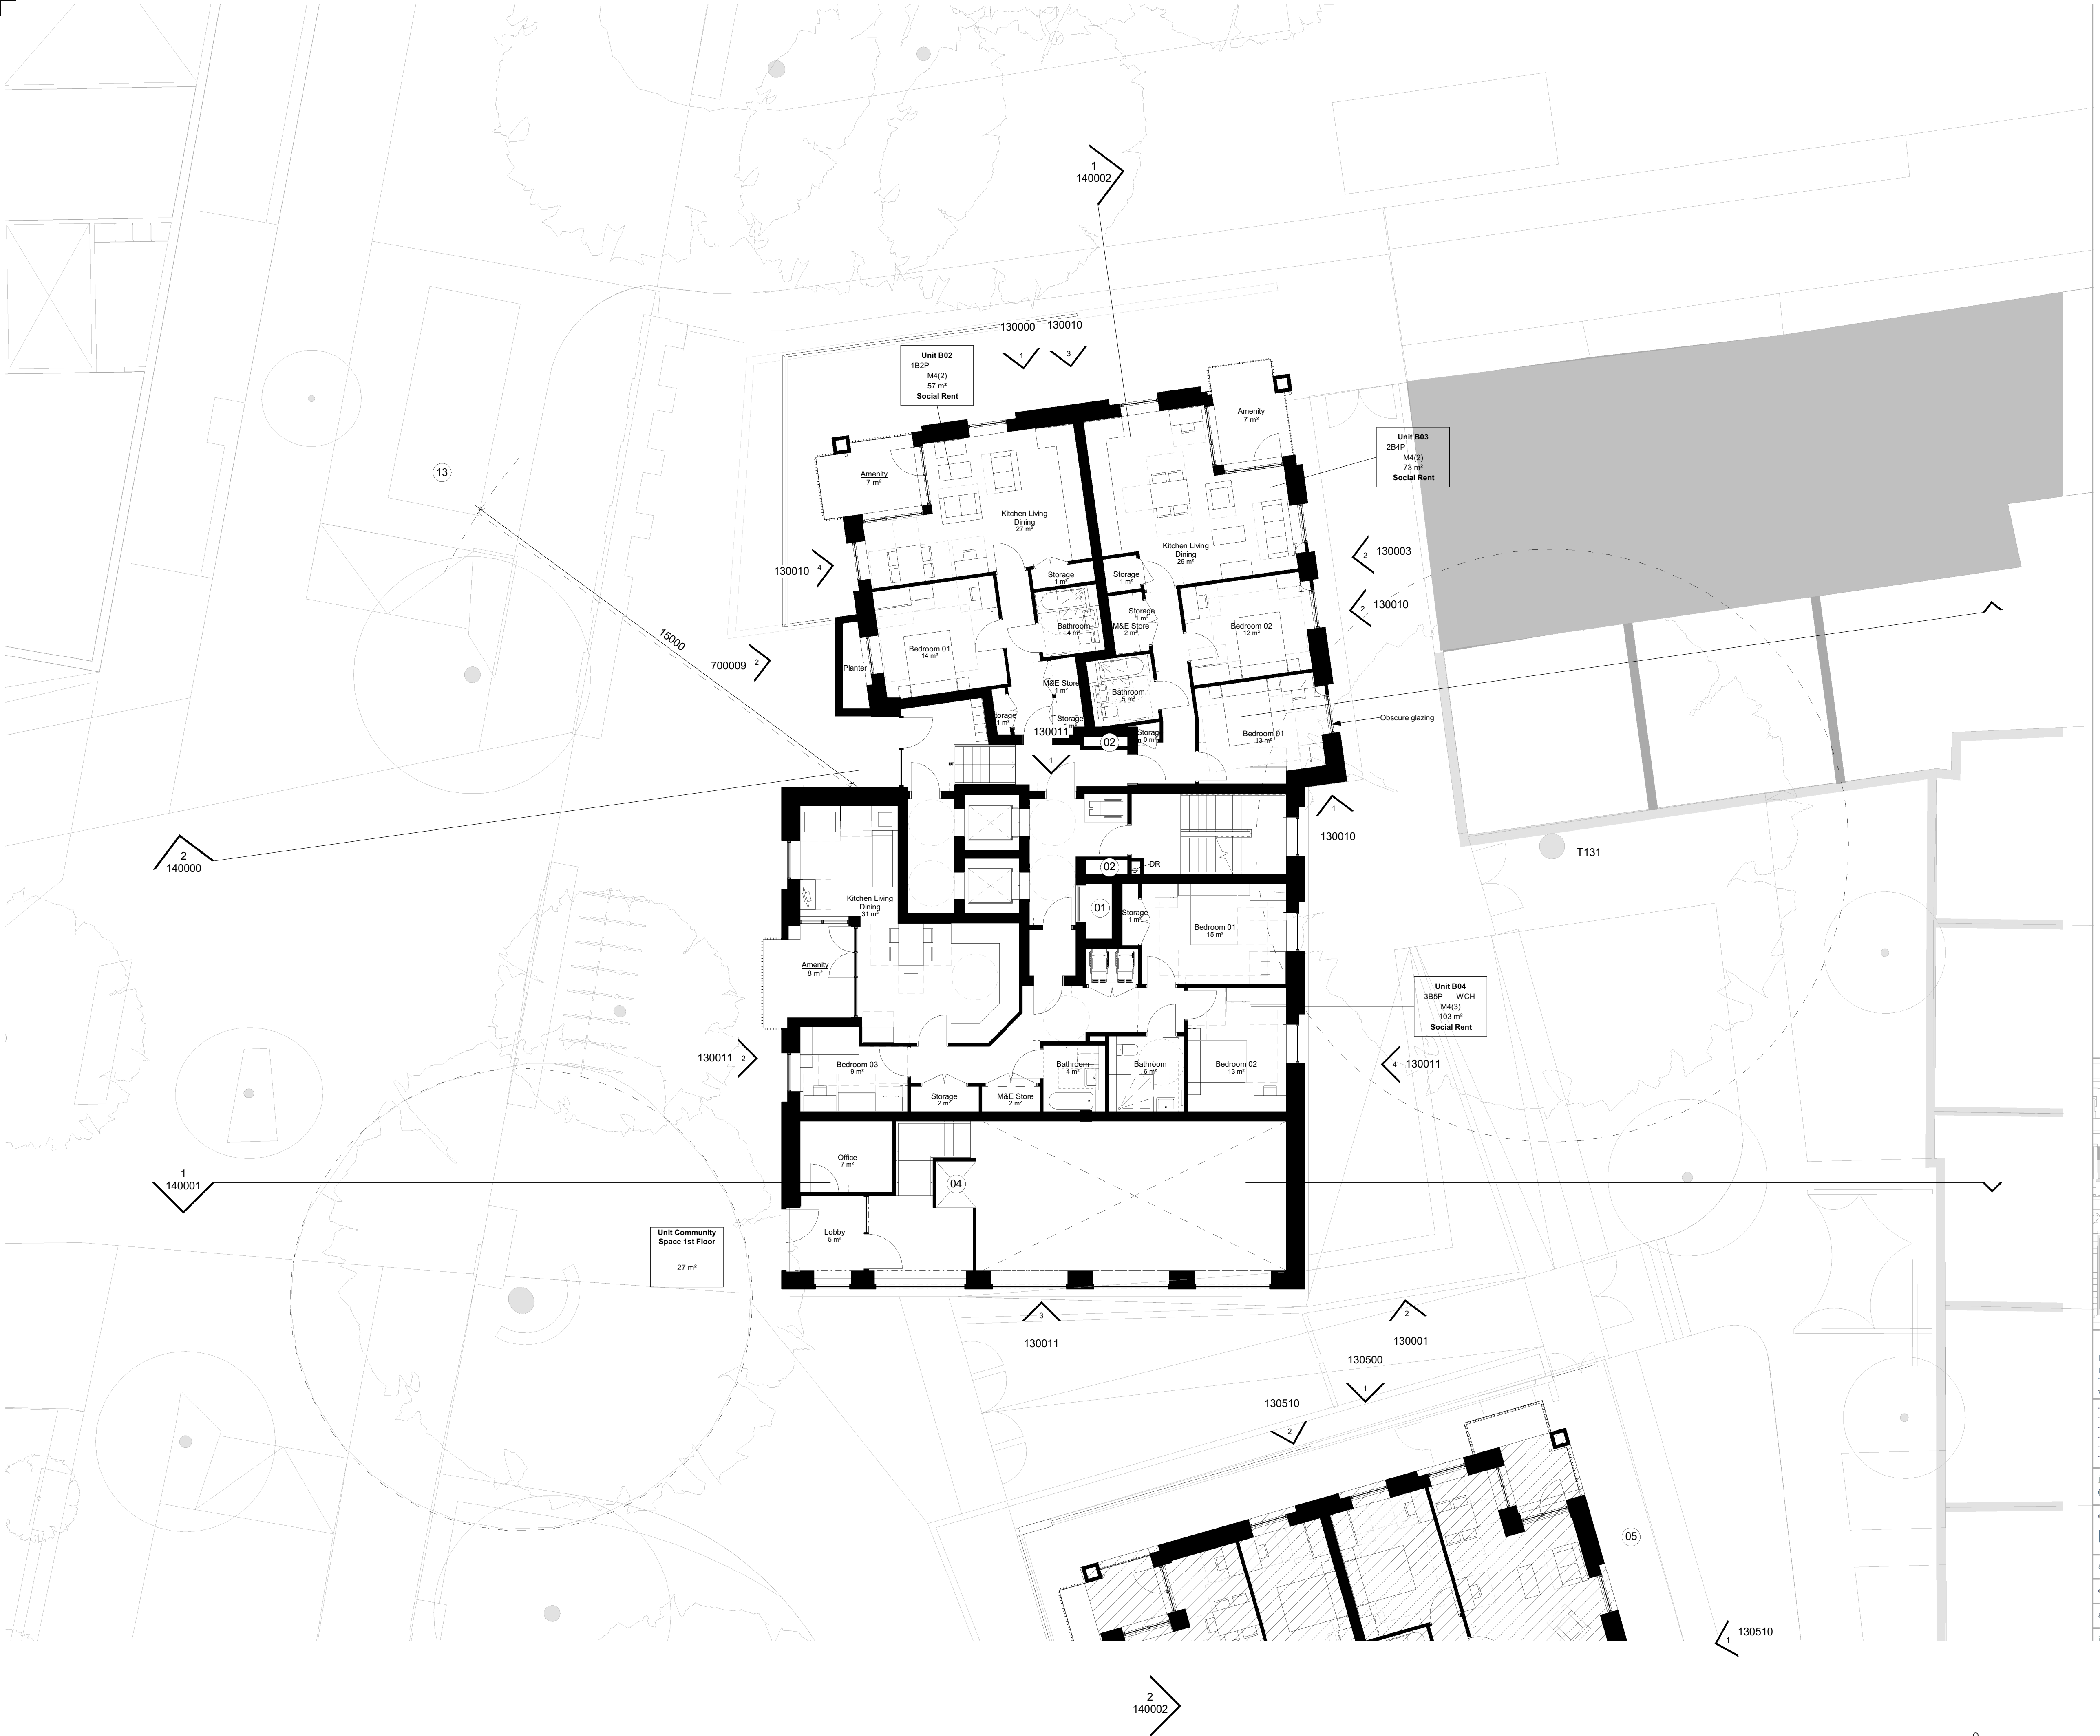 1
140002
130000
130010
1
3
Unit B02
1B2P
M4(2)
57 m²
Social Rent
Amenity
7 m²
Unit B03
2B4P
M4(2)
73 m²
Social Rent
13
Amenity
7 m²
Kitchen Living
Dining
27 m²
Kitchen Living
Dining
29 m²
2
130003
130010
4
Storage
1 m²
Storage
1 m²
2
130010
Storage
1 m²
M&E Store
2 m²
Bathroom
4 m²
Bedroom 02
12 m²
15000
700009
2
Planter
Bedroom 01
14 m²
M&E Store
1 m²
Bathroom
5 m²
Storage
130011
1
Storag
0 m²
02
Bedroom 01
13 m²
Obscure glazing
1
130010
2
140000
T131
02
DR
Kitchen Living
Dining
31 m²
01
Storage
1 m²
Bedroom 01
15 m²
Amenity
8 m²
Unit B04
3B5P WCH
M4(3)
103 m²
Social Rent
130011
2
Bedroom 03
9 m²
Storage
2 m²
M&E Store
2 m²
Bathroom
4 m²
Bathroom
6 m²
Bedroom 02
13 m²
4
130011
Office
7 m²
1
140001
04
Lobby
5 m²
Unit Community
Space 1st Floor
27 m²
3
130011
2
130001
130500
1
130510
2
05
1
130510
2
140002